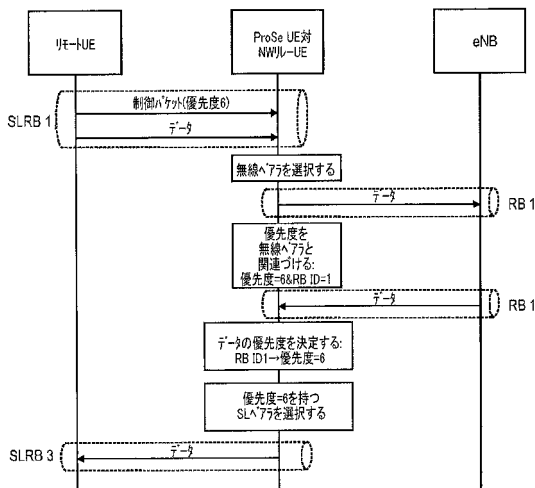 リモートUE
ProSe UE対
NWリレーUE
eNB
制御パケット(優先度6)
SLRB 1
データ
無線ベアラを選択する
データ
RB 1
優先度を
無線ベアラと
関連づける:
優先度=6&RB ID=1
データ
RB 1
データの優先度を決定する:
RB ID1→優先度=6
優先度=6を持つ
SLベアラを選択する
SLRB 3
データ